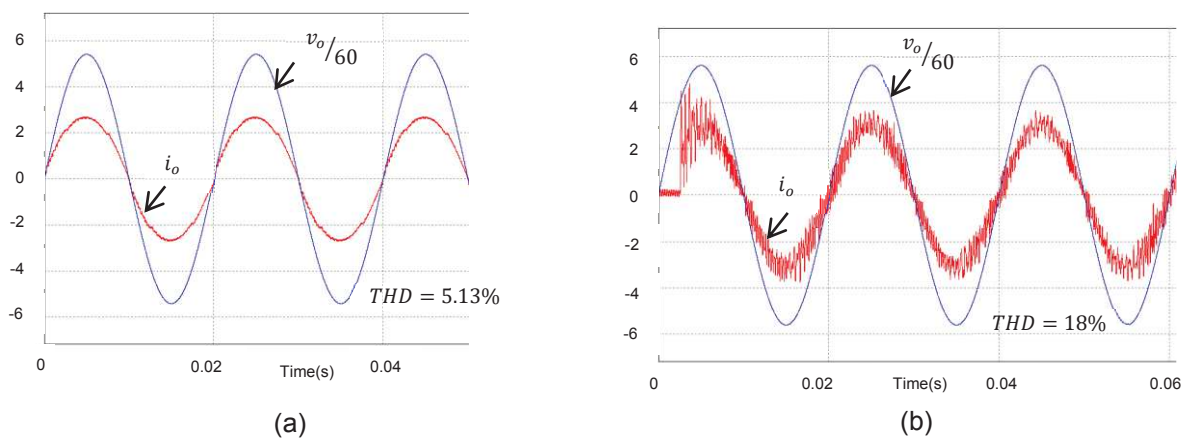 6
4
2
0
-2
-4
-6
v_o/60
i_o
THD = 5.13%
0
0.02
0.04
Time(s)
(a)
6
4
2
0
-2
-4
-6
v_o/60
i_o
THD = 18%
0
0.02
0.04
0.06
Time(s)
(b)